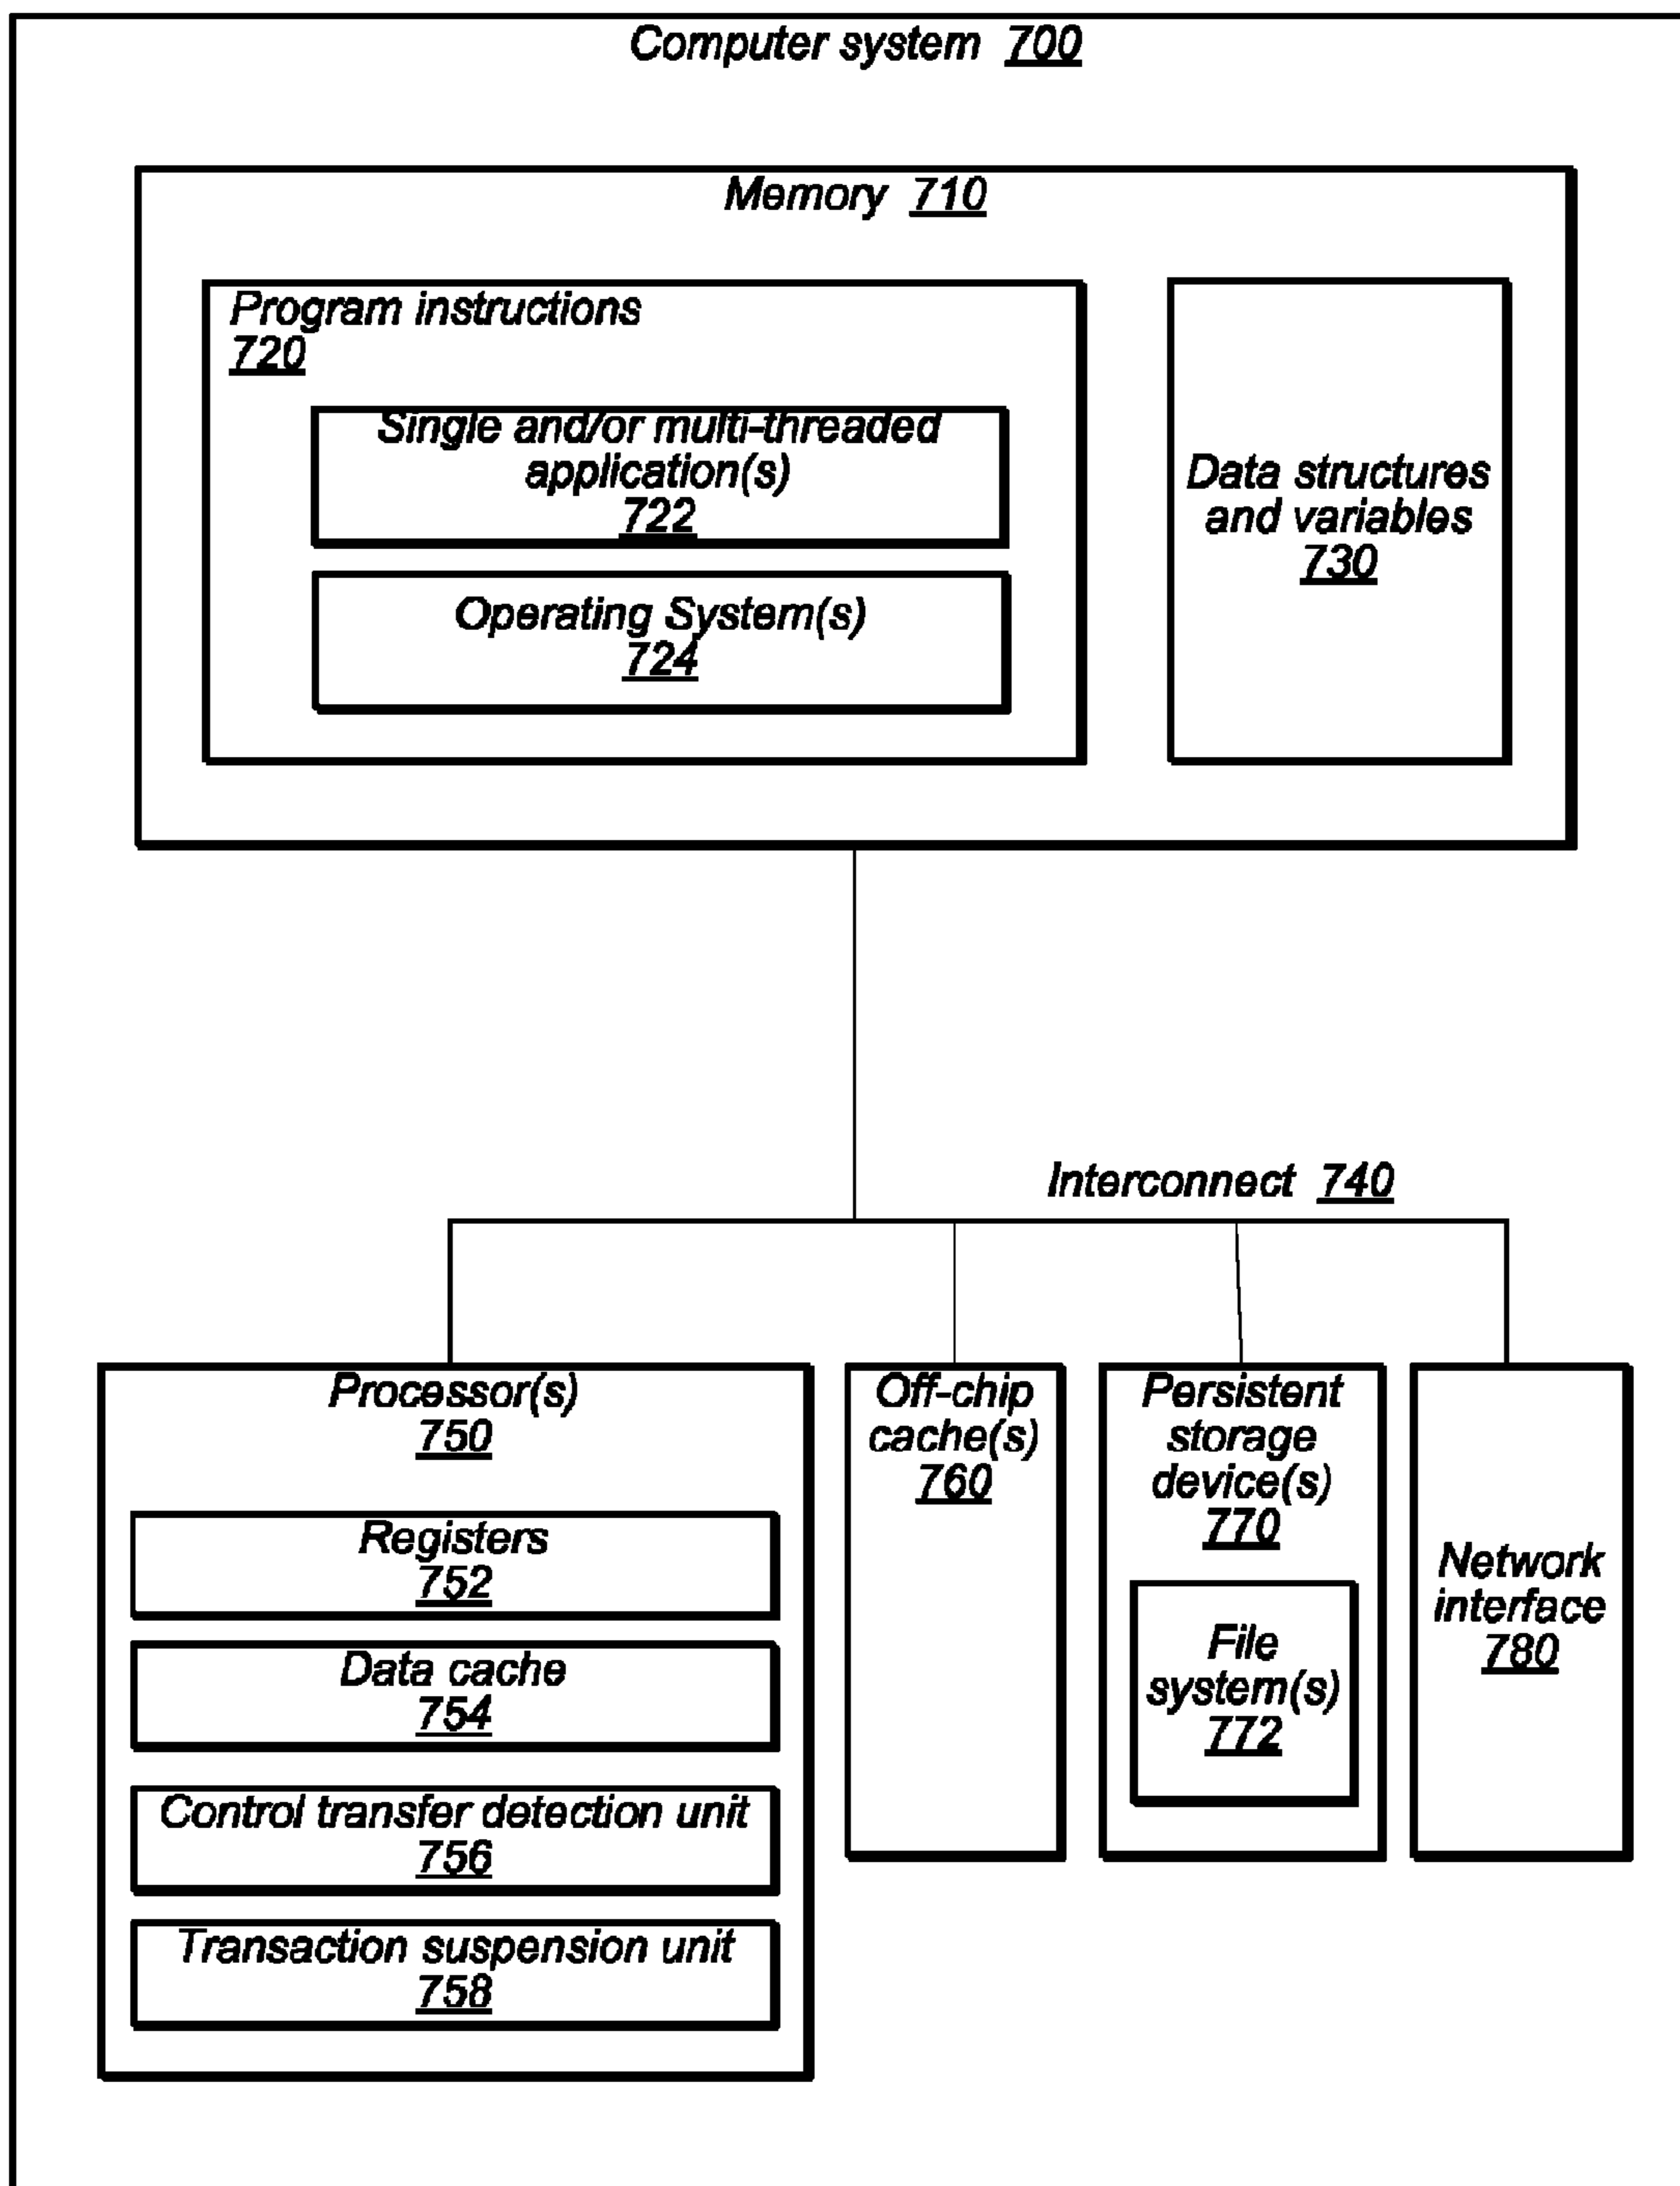 Computer system 700
Memory 710
Program instructions
720
Single and/or multi-threaded
application(s)
722
Operating System(s)
724
Data structures
and variables
730
Interconnect 740
Processor(s)
750
Registers
752
Data cache
754
Control transfer detection unit
756
Transaction suspension unit
758
Off-chip
cache(s)
760
Persistent
storage
device(s)
770
File
system(s)
772
Network
interface
780